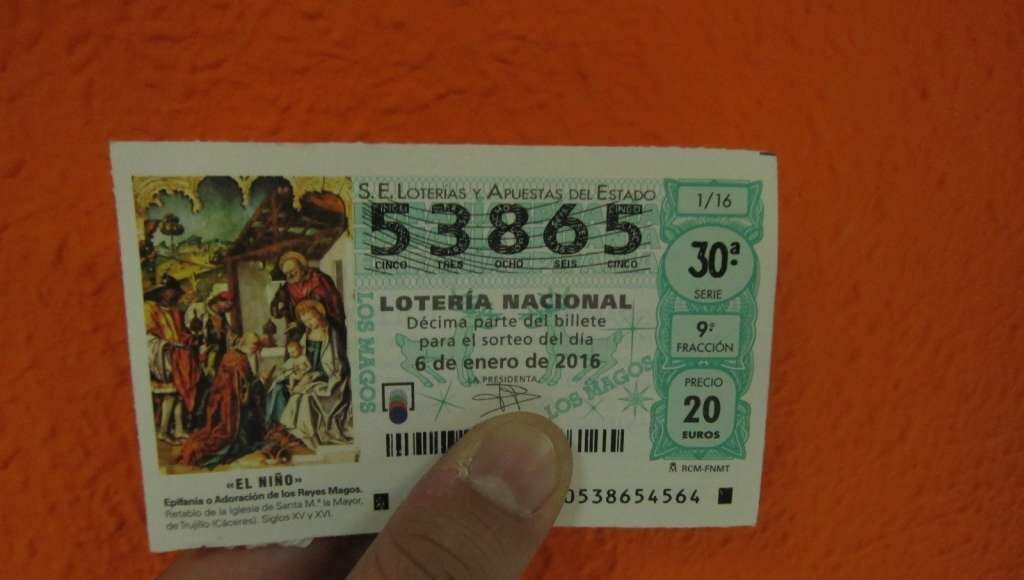 S.E. LOTERÍAS Y APUESTAS DEL ESTADO
53865
CINCO TRES OCHO SEIS CINCO
LOTERÍA NACIONAL
Décima parte del billete
para el sorteo del día
6 de enero de 2016
LA PRESIDENTA,
LOS MAGOS
LOS MAGOS
0538654564
1/16
30ª
SERIE
9ª
FRACCIÓN
PRECIO
20
EUROS
RCM-FNMT
«EL NIÑO»
Epifanía o Adoración de los Reyes Magos.
Retablo de la Iglesia de Santa M.ª la Mayor,
de Trujillo (Cáceres). Siglos XV y XVI.